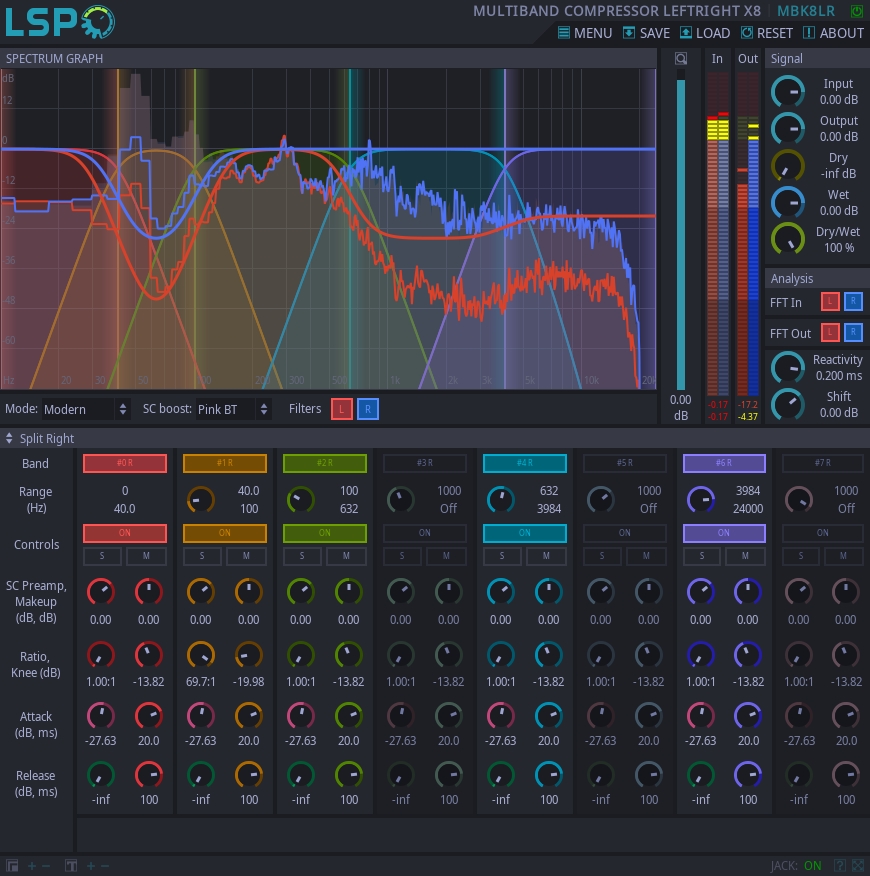 LSP
MULTIBAND COMPRESSOR LEFTRIGHT X8 MBK8LR
MENU SAVE LOAD RESET ABOUT
SPECTRUM GRAPH
In Out
Signal
dB
12
0
-12
-24
-36
-48
-60
Hz 20 30 50 100 200 300 500 1k 2k 3k 5k 10k 20k
0.00
dB
-0.17 -17.2
-0.17 -4.37
Input
0.00 dB
Output
0.00 dB
Dry
-inf dB
Wet
0.00 dB
Dry/Wet
100 %
Analysis
FFT In L R
FFT Out L R
Reactivity
0.200 ms
Shift
0.00 dB
Mode: Modern SC boost: Pink BT Filters L R
Split Right
Band #0 R #1 R #2 R #3 R #4 R #5 R #6 R #7 R
Range 0 40.0 100 1000 632 1000 3984 1000
(Hz) 40.0 100 632 Off 3984 Off 24000 Off
Controls ON ON ON ON ON ON ON ON
S M S M S M S M S M S M S M S M
SC Preamp,
Makeup
(dB, dB) 0.00 0.00 0.00 0.00 0.00 0.00 0.00 0.00 0.00 0.00 0.00 0.00 0.00 0.00 0.00 0.00
Ratio,
Knee (dB) 1.00:1 -13.82 69.7:1 -19.98 1.00:1 -13.82 1.00:1 -13.82 1.00:1 -13.82 1.00:1 -13.82 1.00:1 -13.82 1.00:1 -13.82
Attack
(dB, ms) -27.63 20.0 -27.63 20.0 -27.63 20.0 -27.63 20.0 -27.63 20.0 -27.63 20.0 -27.63 20.0 -27.63 20.0
Release
(dB, ms) -inf 100 -inf 100 -inf 100 -inf 100 -inf 100 -inf 100 -inf 100 -inf 100
JACK: ON